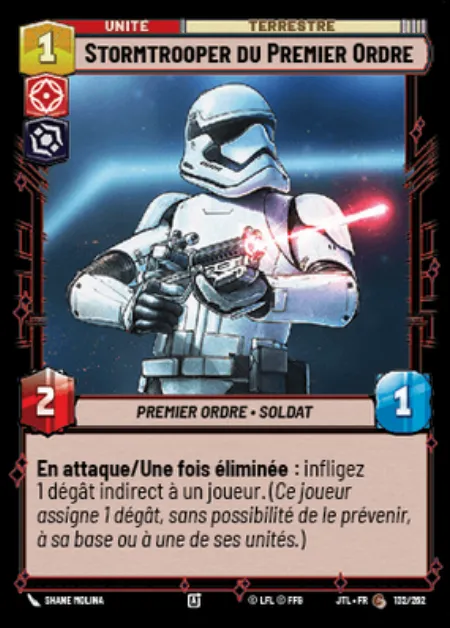 UNITÉ
TERRESTRE
1
STORMTROOPER DU PREMIER ORDRE
2
PREMIER ORDRE • SOLDAT
1
En attaque/Une fois éliminée : infligez
1 dégât indirect à un joueur. (Ce joueur
assigne 1 dégât, sans possibilité de le prévenir,
à sa base ou à une de ses unités.)
SHANE MOLINA
© LFL © FFG
JTL • FR
C
132/262